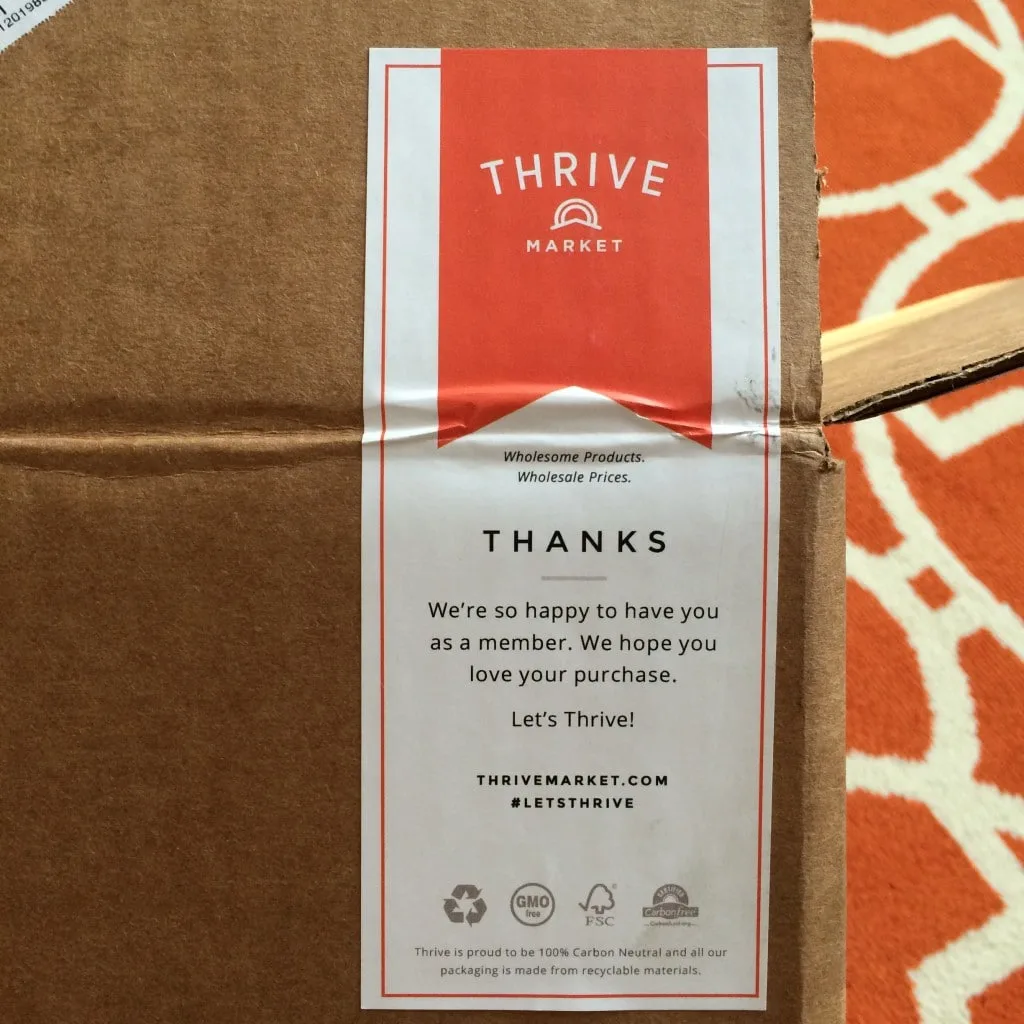 THRIVE
MARKET
Wholesome Products.
Wholesale Prices.
THANKS
We're so happy to have you
as a member. We hope you
love your purchase.
Let's Thrive!
THRIVEMARKET.COM
#LETSTHRIVE
GMO
free
FSC
CERTIFIED
Carbonfree
Thrive is proud to be 100% Carbon Neutral and all our
packaging is made from recyclable materials.